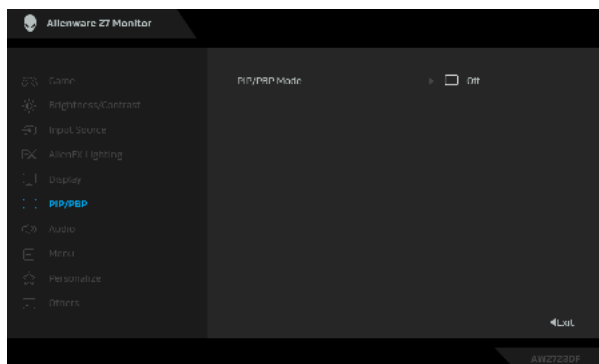 Alienware 27 Monitor
Game
PIP/PBP Mode
Off
Brightness/Contrast
Input Source
AlienFX Lighting
Display
PIP/PBP
Audio
Menu
Personalize
Others
Exit
AW2723DF